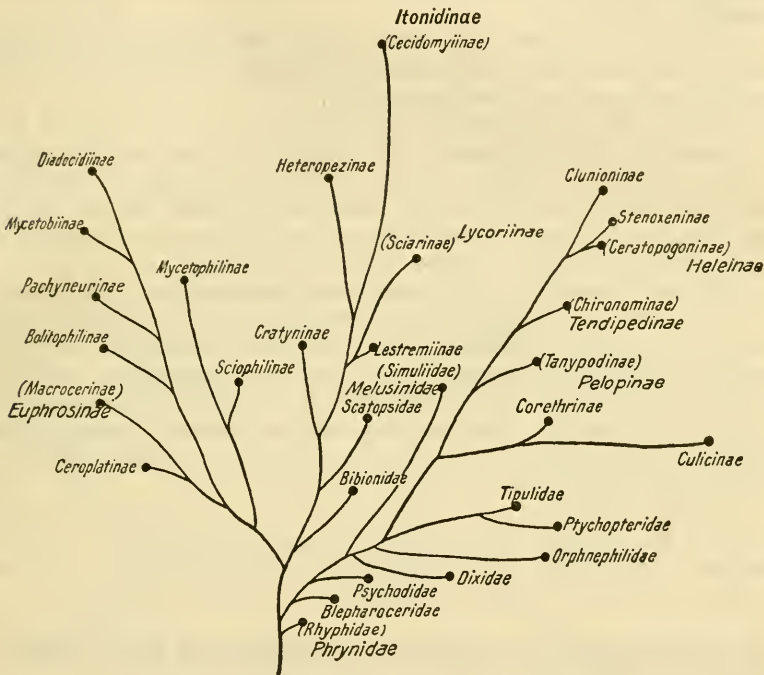 Itonidinae
(Cecidomyiinae)
Diadocidiinae
Heteropezinae
Clunioninae
Mycetobiinae
Stenoxeninae
(Sciarinae) Lycoriinae
(Ceratopogoninae)
Heleinae
Mycetophilinae
Pachyneurinae
(Chironominae)
Tendipedinae
Cratyninae
Bolitophilinae
Lestremiinae
(Tanypodinae)
Pelopinae
Sciophilinae
(Simuliidae)
Melusinidae
(Macrocerinae)
Euphrosinae
Scatopsidae
Corethrinae
Culicinae
Ceroplatinae
Bibionidae
Tipulidae
Ptychopteridae
Orphnephilidae
Dixidae
Psychodidae
Blepharoceridae
(Rhyphidae)
Phrynidae